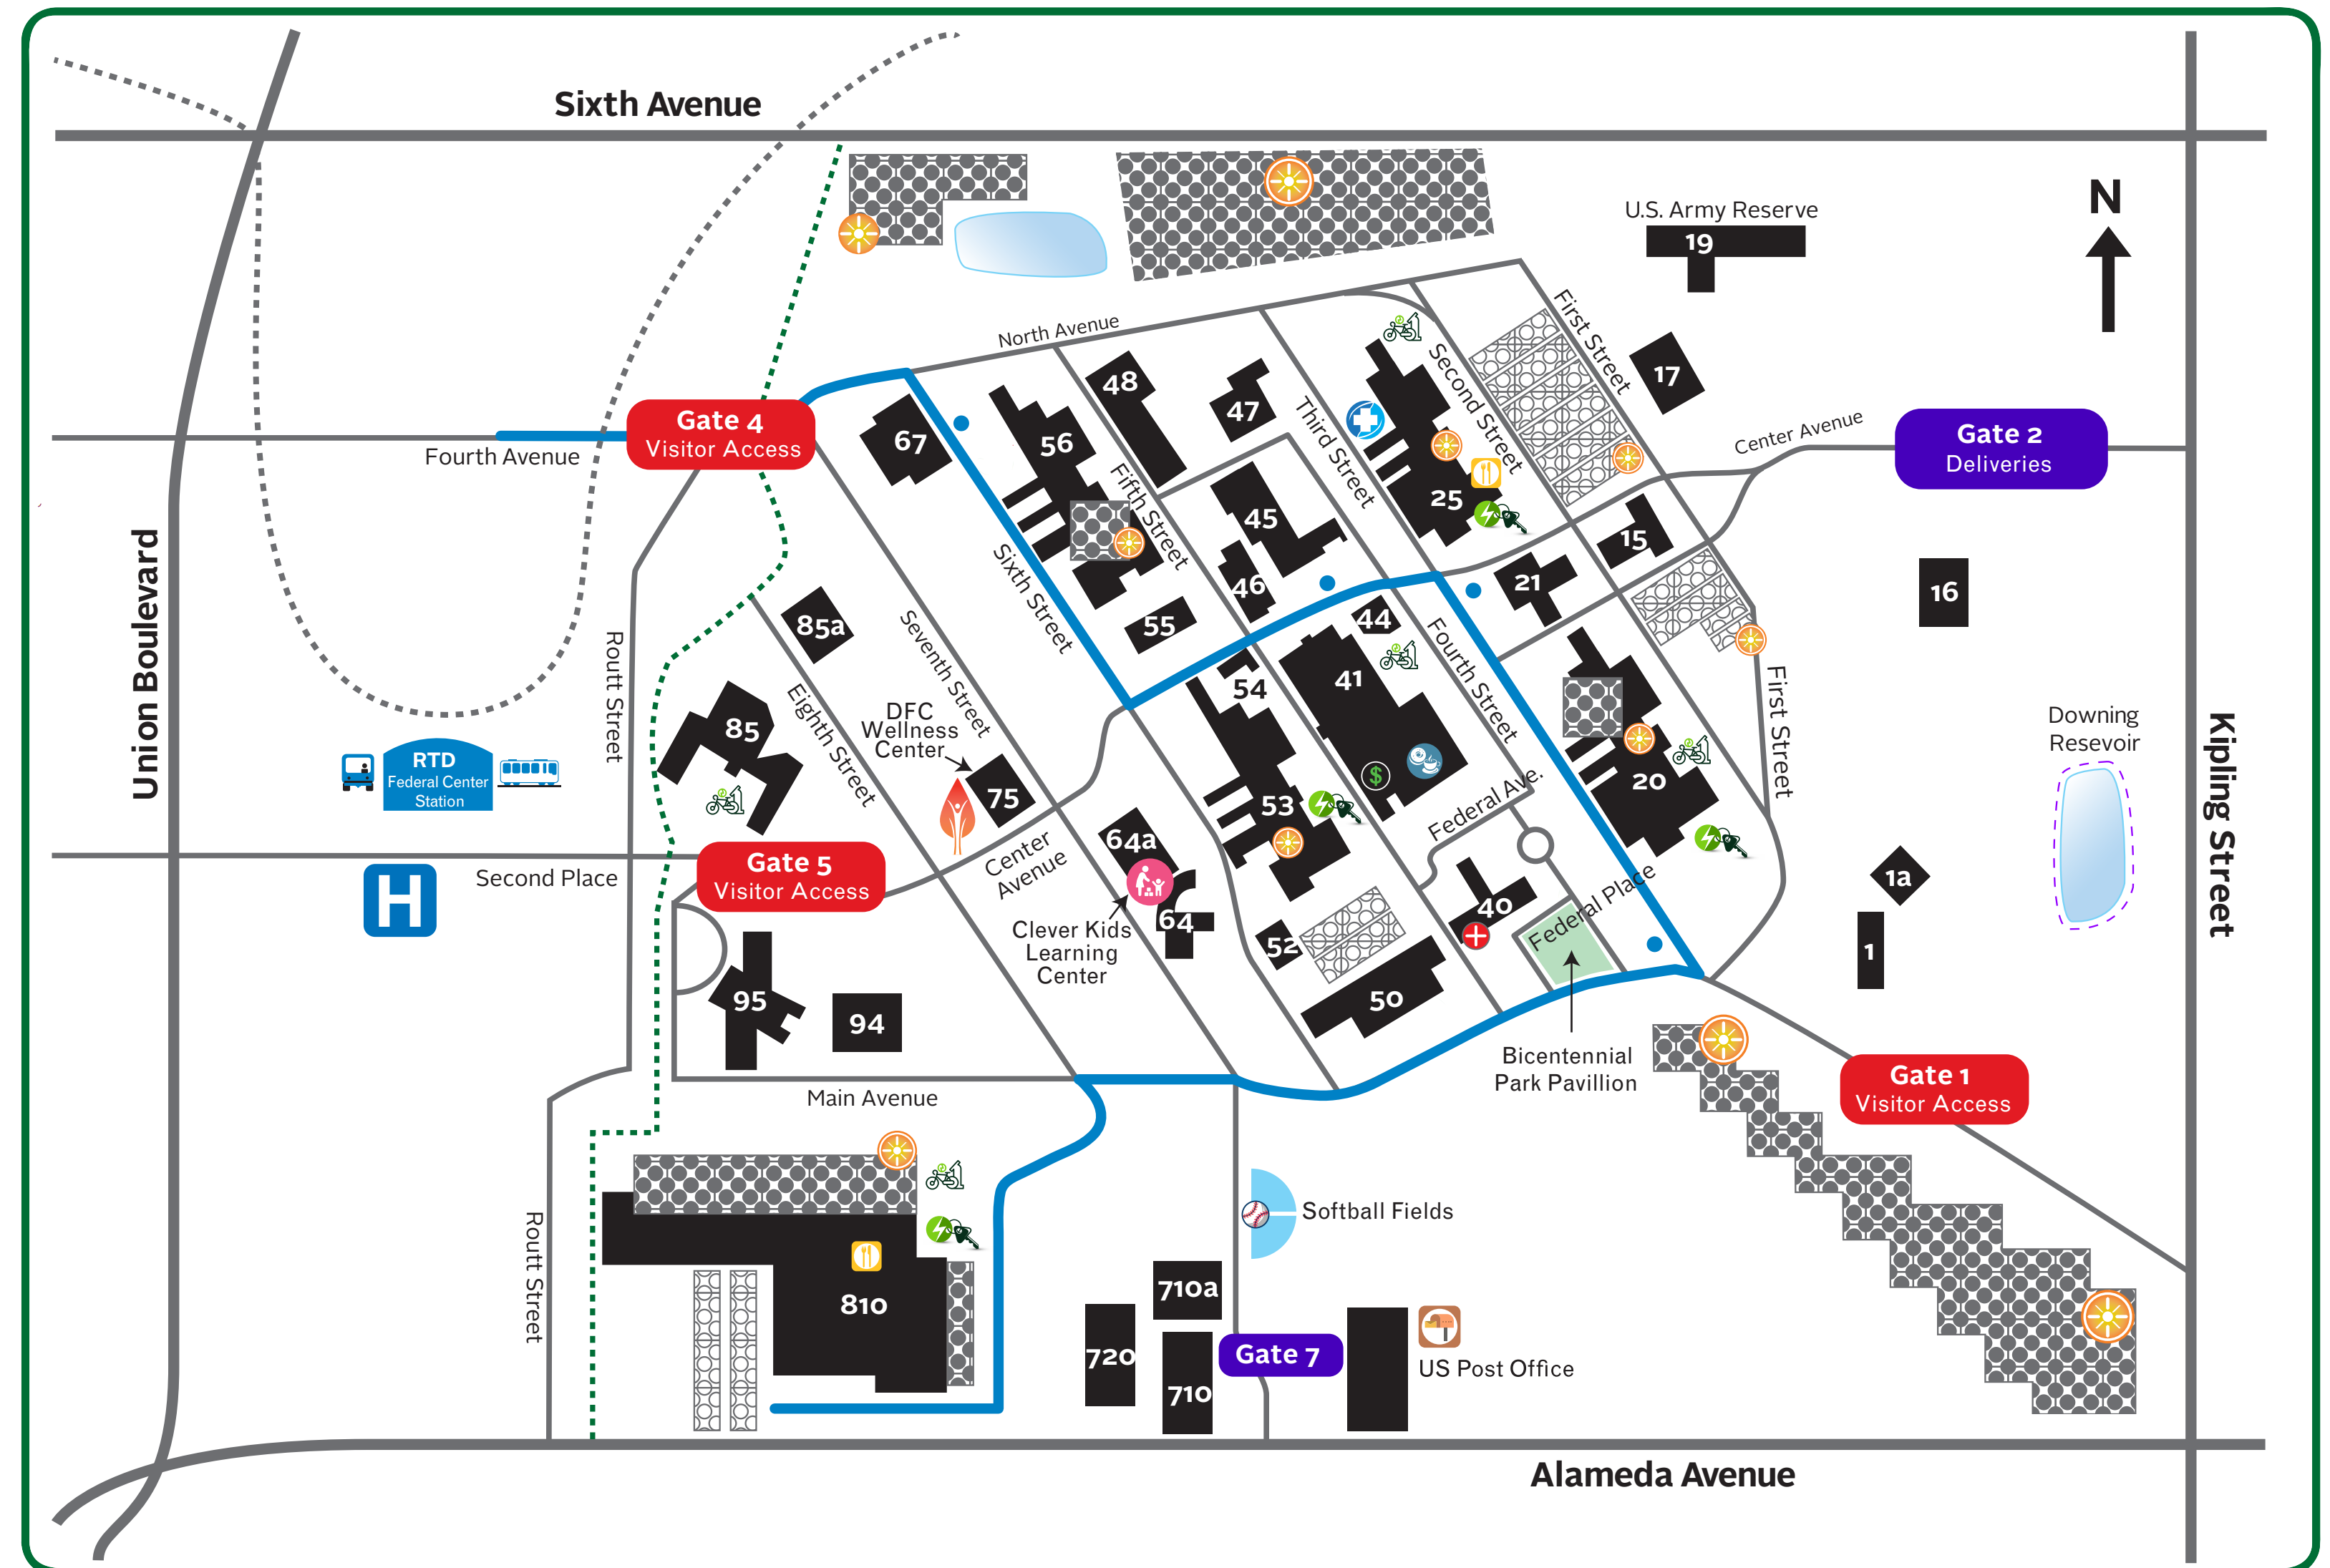 Sixth Avenue
U.S. Army Reserve
19
N
North Avenue
First Street
48
47
Second Street
17
Third Street
Gate 4
Visitor Access
Fourth Avenue
67
56
Fifth Street
25
Center Avenue
Gate 2
Deliveries
45
15
46
21
16
Sixth Street
55
44
Fourth Street
Union Boulevard
Routt Street
85a
Seventh Street
Eighth Street
54
41
First Street
Downing
Resevoir
Kipling Street
85
DFC
Wellness
Center
RTD
Federal Center
Station
75
53
$
20
Federal Ave.
Gate 5
Visitor Access
Second Place
H
Center
Avenue
64a
64
1a
40
Federal Place
Clever Kids
Learning
Center
52
1
95
94
50
Bicentennial
Park Pavillion
Gate 1
Visitor Access
Main Avenue
Routt Street
Softball Fields
810
710a
720
710
Gate 7
US Post Office
Alameda Avenue